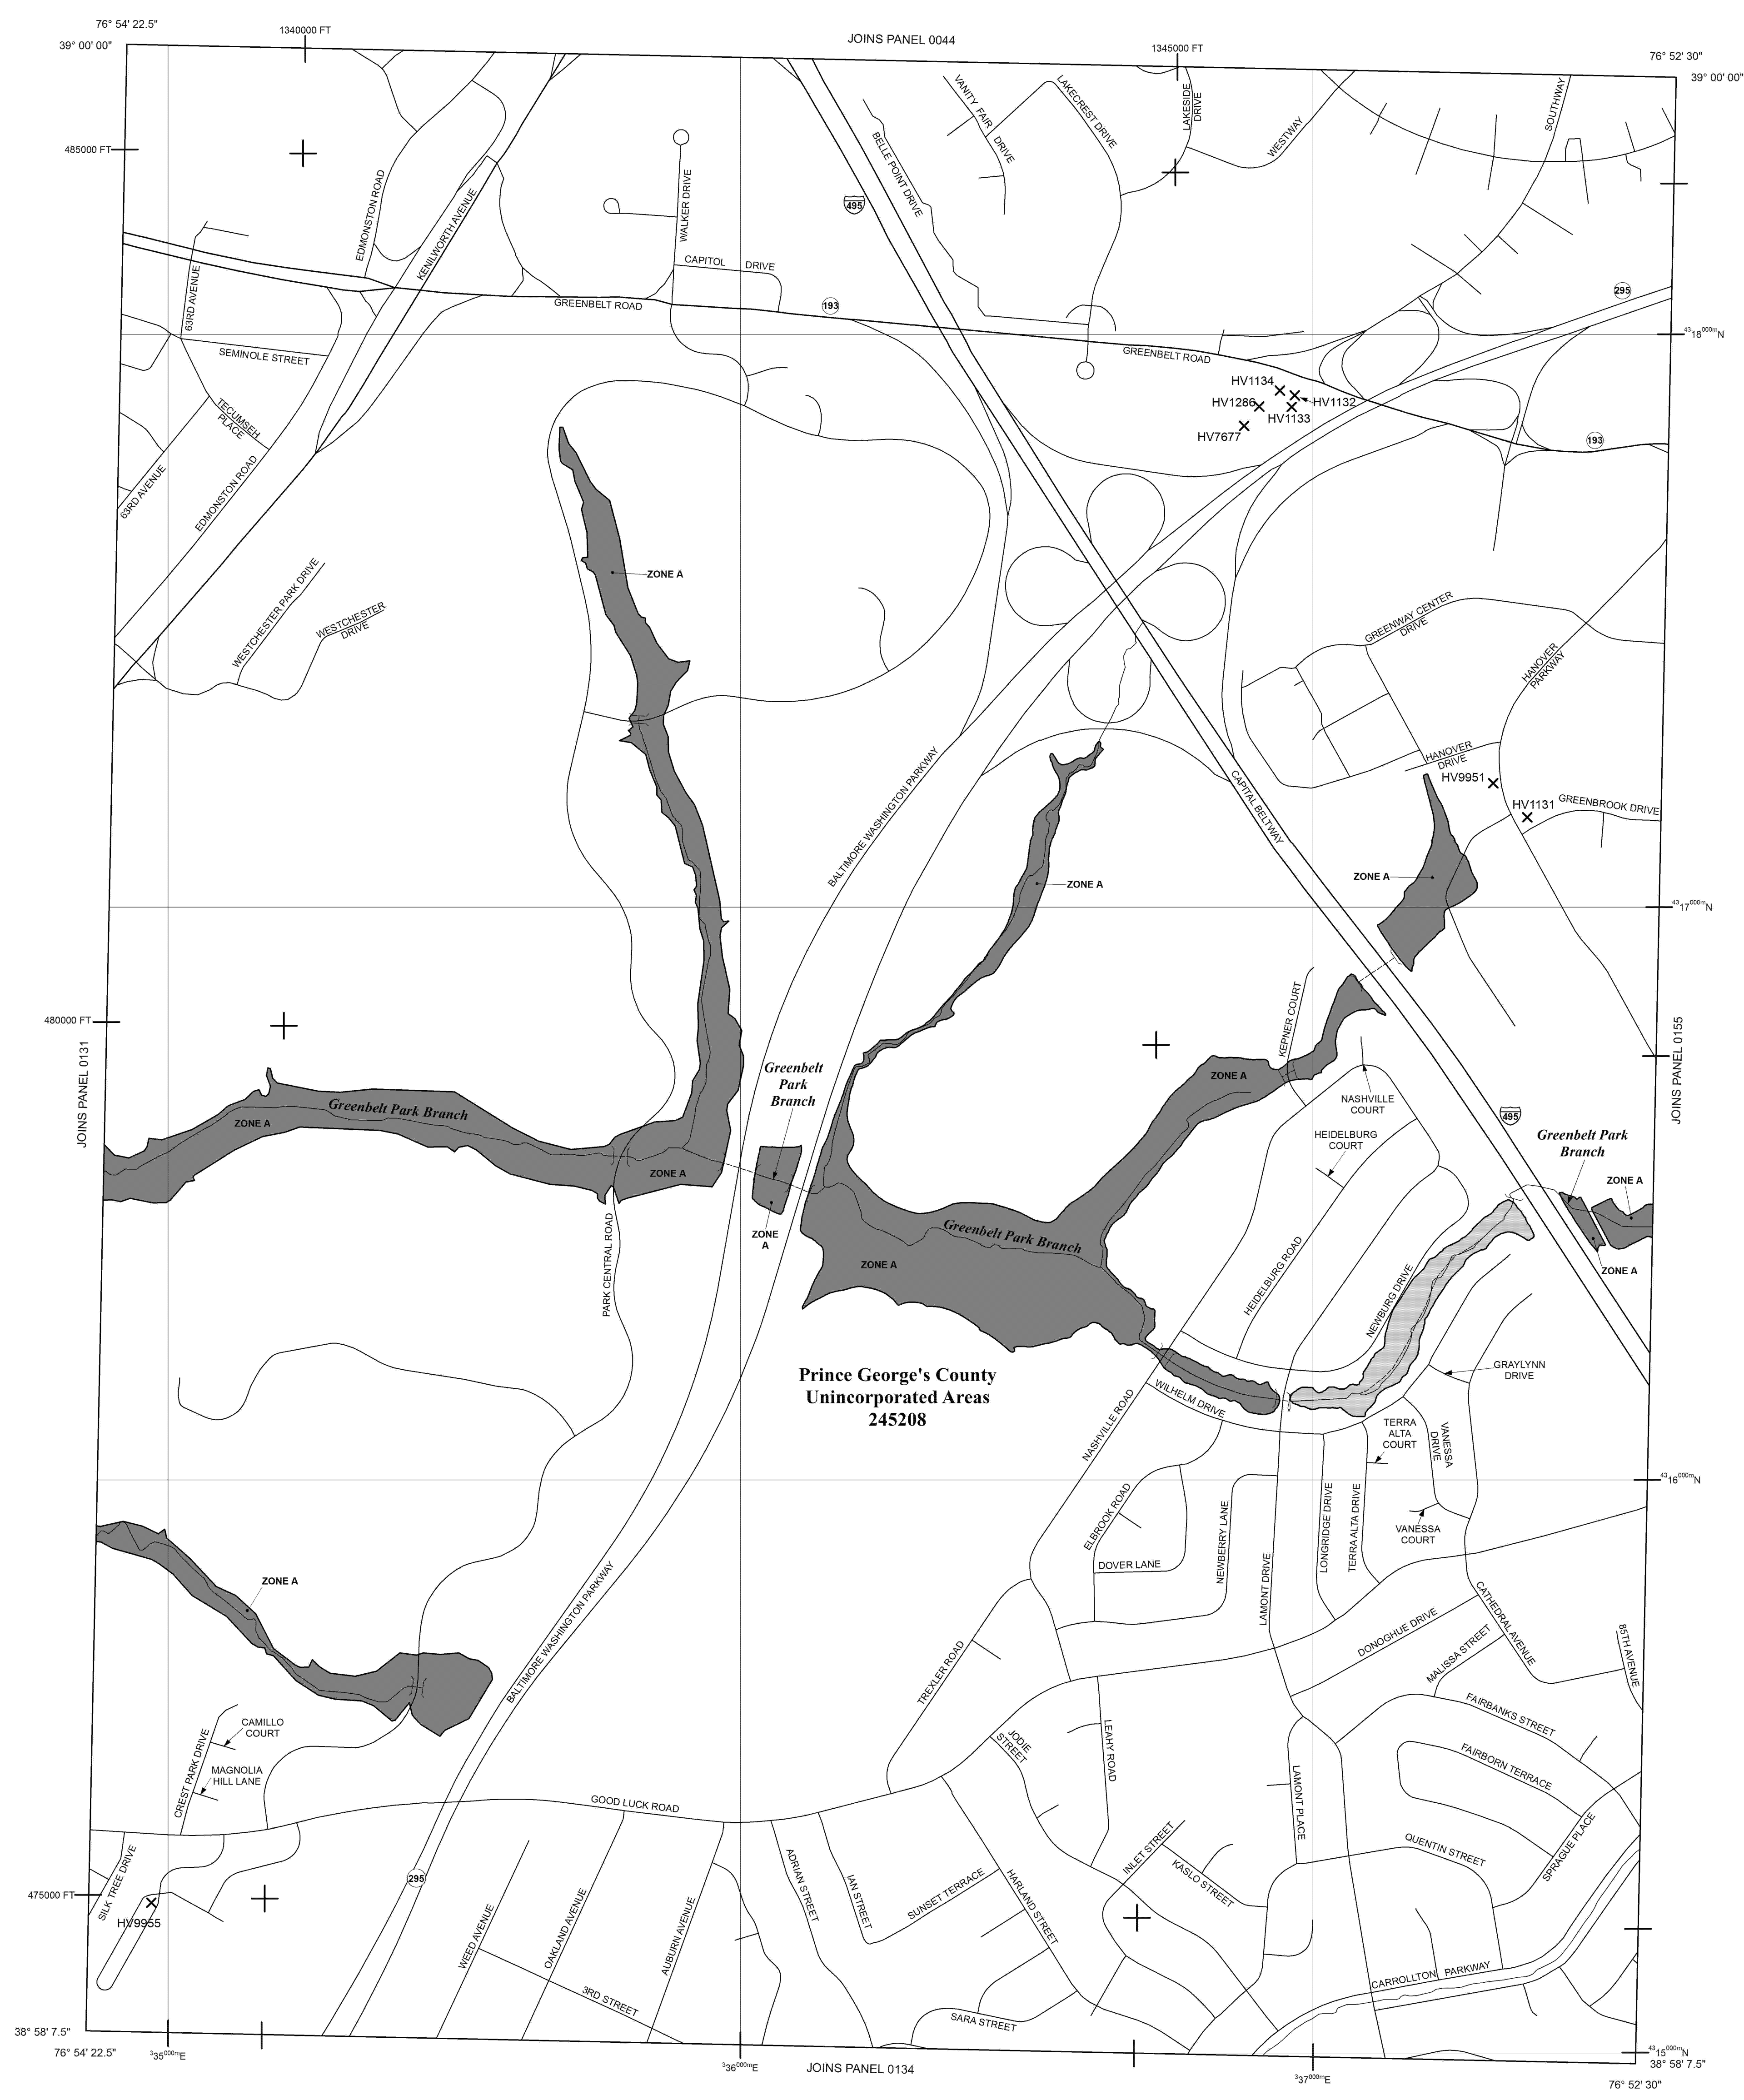 76° 54' 22.5"
1340000 FT
JOINS PANEL 0044
1345000 FT
76° 52' 30"
39° 00' 00"
39° 00' 00"
485000 FT
EDMONSTON ROAD
KENILWORTH AVENUE
WALKER DRIVE
495
BELLE POINT DRIVE
VANITY FAIR
DRIVE
LAKECREST DRIVE
LAKESIDE
DRIVE
WESTWAY
SOUTHWAY
63RD AVENUE
CAPITOL DRIVE
GREENBELT ROAD
193
295
GREENBELT ROAD
4318000mN
SEMINOLE STREET
HV1134
HV1286
HV1132
HV1133
HV7677
TECUMSEH
PLACE
193
63RD AVENUE
EDMONSTON ROAD
ZONE A
WESTCHESTER PARK DRIVE
WESTCHESTER
DRIVE
GREENWAY CENTER
DRIVE
HANOVER
PARKWAY
BALTIMORE WASHINGTON PARKWAY
CAPITAL BELTWAY
HANOVER
DRIVE
HV9951
HV1131
GREENBROOK DRIVE
ZONE A
ZONE A
4317000mN
480000 FT
JOINS PANEL 0131
JOINS PANEL 0155
KEPNER COURT
Greenbelt
Park
Branch
ZONE A
Greenbelt Park Branch
ZONE A
NASHVILLE
COURT
495
HEIDELBURG
COURT
Greenbelt Park
Branch
ZONE A
ZONE A
ZONE
A
Greenbelt Park Branch
ZONE A
ZONE A
PARK CENTRAL ROAD
HEIDELBURG ROAD
NEWBURG DRIVE
Prince George's County
Unincorporated Areas
245208
GRAYLYNN
DRIVE
WILHELM DRIVE
NASHVILLE ROAD
TERRA
ALTA
COURT
VANESSA
DRIVE
4316000mN
ELBROOK ROAD
NEWBERRY LANE
LONGRIDGE DRIVE
TERRA ALTA DRIVE
VANESSA
COURT
DOVER LANE
LAMONT DRIVE
ZONE A
BALTIMORE WASHINGTON PARKWAY
CATHEDRAL AVENUE
DONOGHUE DRIVE
MALISSA STREET
85TH AVENUE
TREXLER ROAD
FAIRBANKS STREET
CAMILLO
COURT
CREST PARK DRIVE
MAGNOLIA
HILL LANE
JODIE
STREET
LEAHY ROAD
FAIRBORN TERRACE
LAMONT PLACE
GOOD LUCK ROAD
SPRAGUE PLACE
QUENTIN STREET
INLET STREET
KASLO STREET
295
475000 FT
SILK TREE DRIVE
HV9955
WEED AVENUE
OAKLAND AVENUE
AUBURN AVENUE
ADRIAN STREET
IAN STREET
SUNSET TERRACE
HARLAND STREET
3RD STREET
SARA STREET
CARROLLTON PARKWAY
38° 58' 7.5"
76° 54' 22.5"
335000mE
336000mE
JOINS PANEL 0134
337000mE
4315000mN
38° 58' 7.5"
76° 52' 30"